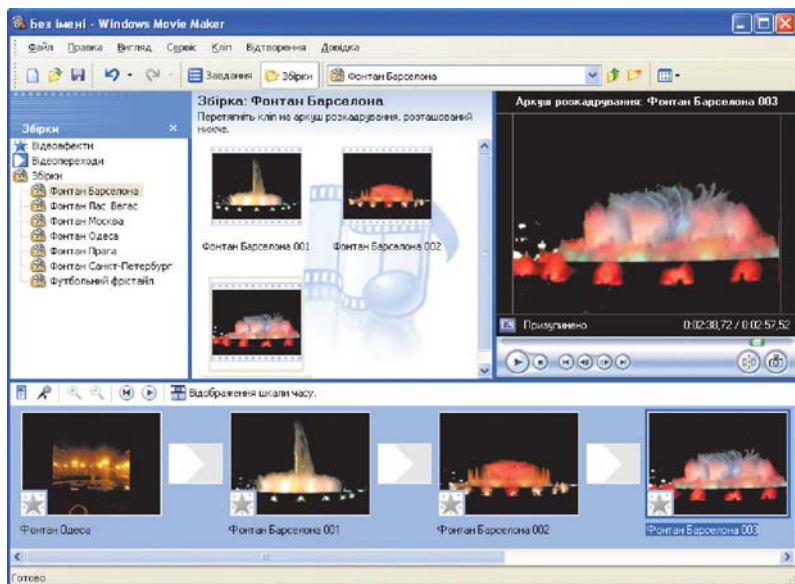 Без імені - Windows Movie Maker
Файл Правка Вигляд Сервіс Кліп Відтворення Довідка
Завдання Збірки Фонтан Барселона
Збірки
Відеоефекти
Відеопереходи
Збірки
Фонтан Барселона
Фонтан Лас Вегас
Фонтан Москва
Фонтан Одеса
Фонтан Прага
Фонтан Санкт-Петербург
Футбольний фрістайл
Збірка: Фонтан Барселона
Перетягніть кліп на аркуш розкадрування, розташований
нижче.
Фонтан Барселона 001
Фонтан Барселона 002
Аркуш розкадрування: Фонтан Барселона 003
Призупинено 0:02:38,72 / 0:02:57,52
Відображення шкали часу.
Фонтан Одеса
Фонтан Барселона 001
Фонтан Барселона 002
Фонтан Барселона 003
Готово